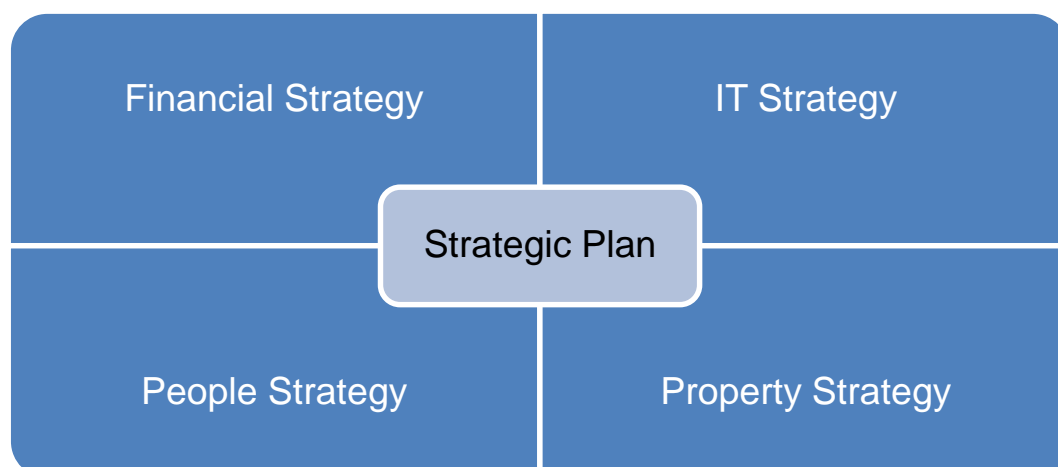 Financial Strategy
IT Strategy
Strategic Plan
People Strategy
Property Strategy